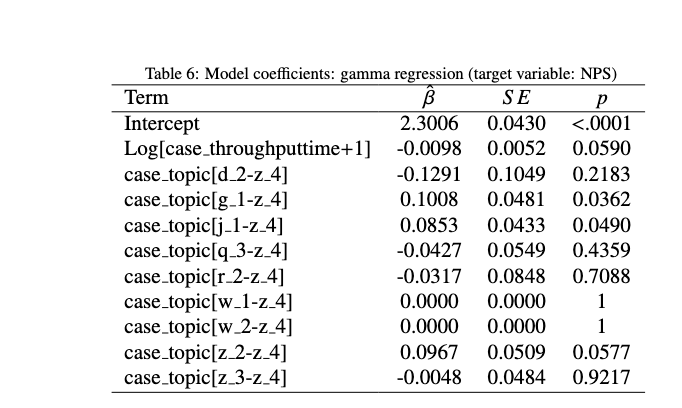 Table 6: Model coefficients: gamma regression (target variable: NPS)
Term β̂ SE p
Intercept 2.3006 0.0430 <.0001
Log[case_throughputtime+1] -0.0098 0.0052 0.0590
case_topic[d_2-z_4] -0.1291 0.1049 0.2183
case_topic[g_1-z_4] 0.1008 0.0481 0.0362
case_topic[j_1-z_4] 0.0853 0.0433 0.0490
case_topic[q_3-z_4] -0.0427 0.0549 0.4359
case_topic[r_2-z_4] -0.0317 0.0848 0.7088
case_topic[w_1-z_4] 0.0000 0.0000 1
case_topic[w_2-z_4] 0.0000 0.0000 1
case_topic[z_2-z_4] 0.0967 0.0509 0.0577
case_topic[z_3-z_4] -0.0048 0.0484 0.9217